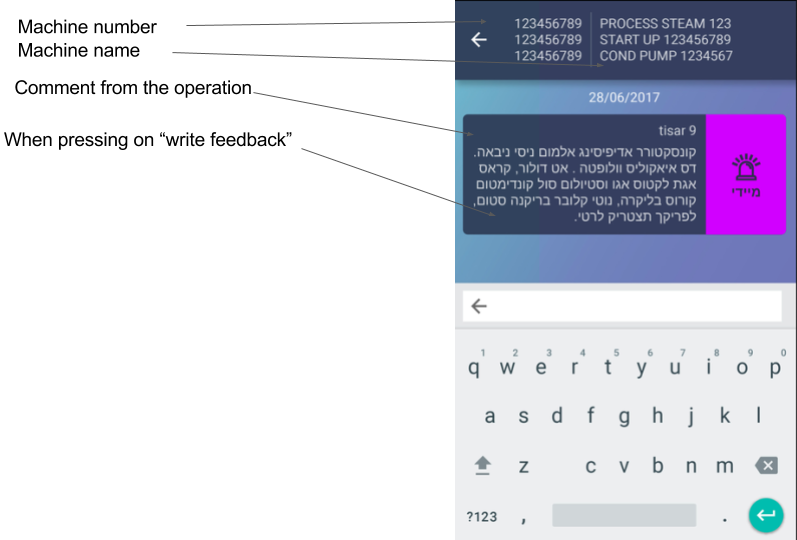 Machine number
Machine name
Comment from the operation
When pressing on “write feedback”
123456789 PROCESS STEAM 123
123456789 START UP 123456789
123456789 COND PUMP 1234567
28/06/2017
tisar 9
קונסקטורר אדיפיסינג אלמום ניסי ניבאה.
דס איאקוליס וולופטה . אט דולור, קראס
אגת לקטוס אגו וסטיולום סול קונדימטום
קורוס בליקרה, נוטי קלובר בריקנה סטום,
לפריקך תצטריק לרטי.
מיידי
1 2 3 4 5 6 7 8 9 0
q w e r t y u i o p
a s d f g h j k l
z c v b n m
?123 , .